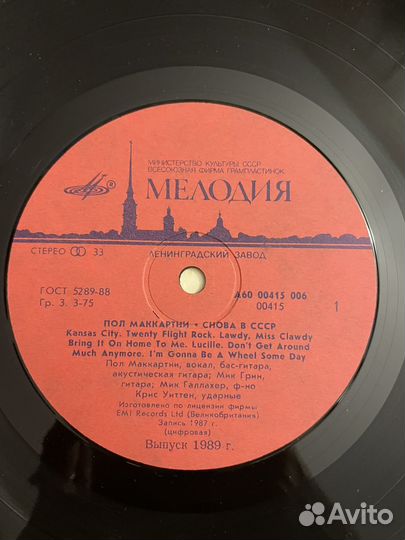 МИНИСТЕРСТВО КУЛЬТУРЫ СССР
ВСЕСОЮЗНАЯ ФИРМА ГРАМПЛАСТИНОК
МЕЛОДИЯ
СТЕРЕО 33
ЛЕНИНГРАДСКИЙ ЗАВОД
ГОСТ 5289-88
Гр. 3. 3-75
А60 00415 006
00415
1
ПОЛ МАККАРТНИ • СНОВА В СССР
Kansas City. Twenty Flight Rock. Lawdy, Miss Clawdy
Bring It On Home To Me. Lucille. Don't Get Around
Much Anymore. I'm Gonna Be A Wheel Some Day
Пол Маккартни, вокал, бас-гитара,
акустическая гитара; Мик Грин,
гитара; Мик Галлахер, ф-но
Крис Уиттен, ударные
Изготовлено по лицензии фирмы
EMI Records Ltd (Великобритания)
Запись 1987 г.
(цифровая)
Выпуск 1989 г.
Avito